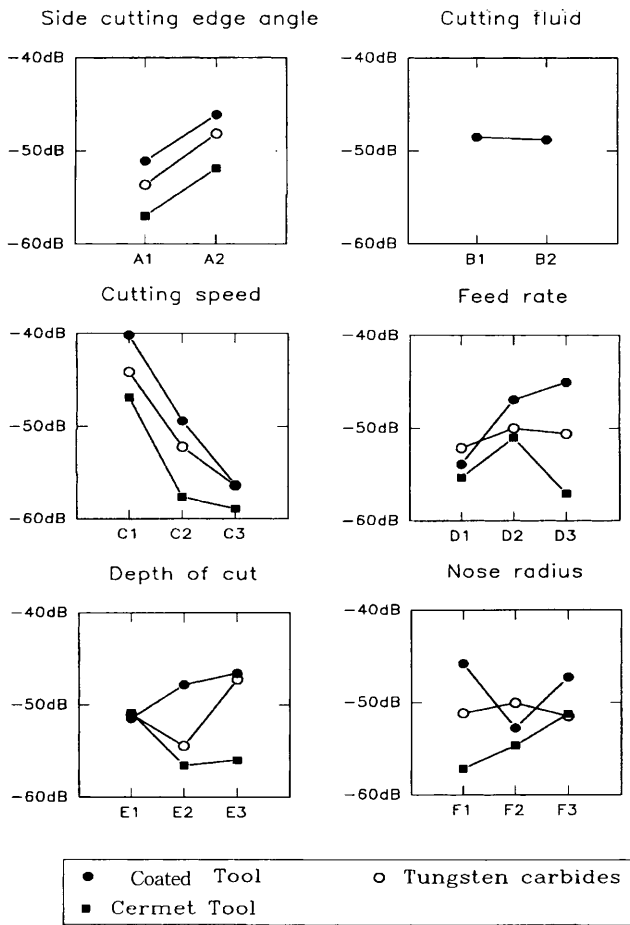 Side cutting edge angle
Cutting fluid
-40dB
-50dB
-60dB
A1 A2
-40dB
-50dB
-60dB
B1 B2
Cutting speed
Feed rate
-40dB
-50dB
-60dB
C1 C2 C3
-40dB
-50dB
-60dB
D1 D2 D3
Depth of cut
Nose radius
-40dB
-50dB
-60dB
E1 E2 E3
-40dB
-50dB
-60dB
F1 F2 F3
Coated Tool
Tungsten carbides
Cermet Tool